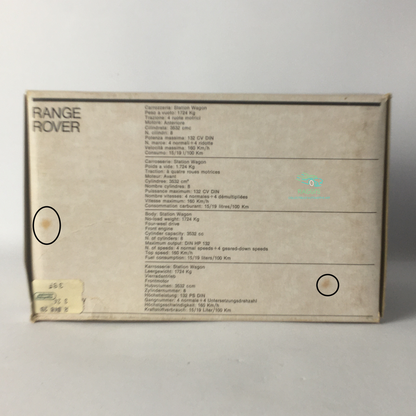 RANGE
ROVER
Carrozzeria: Station Wagon
Peso a vuoto: 1724 Kg
Trazione: 4 ruote motrici
Motore: Anteriore
Cilindrata: 3532 cm3
N. cilindri: 8
Potenza massima: 132 CV DIN
N. marce: 4 normali + 4 ridotte
Velocità massima: 160 Km/h
Consumo: 15/19 l/100 Km
Carrosserie: Station Wagon
Poids à vide: 1724 Kg
Traction: à quatre roues motrices
Moteur: Avant
Cylindrée: 3532 cm³
Nombre cylindres: 8
Puissance maximum: 132 CV DIN
Nombre vitesses: 4 normales + 4 démultipliées
Vitesse maximum: 160 Km/h
Consommation carburant: 15/19 litres/100 Km
Body: Station Wagon
No-load weight: 1724 Kg
Four-wheel drive
Front engine
Cylinder capacity: 3532 cc
N. of cylinders: 8
Maximum output: DIN HP 132
N. of speeds: 4 normal speeds + 4 geared-down speeds
Top speed: 160 Km/h
Fuel consumption: 15/19 liters/100 Km
Karrosserie: Station Wagon
Leergewicht: 1724 Kg
Vierradantrieb
Frontmotor
Hubvolumen: 3532 ccm
Zylindernummer: 8
Höchstleistung: 132 PS DIN
Gangnummer: 4 normale + 4 Untersetzungsdrehzahl
Höchstgeschwindigkeit: 160 Km/h
Kraftstoffverbrauch: 15/19 Liter/100 Km